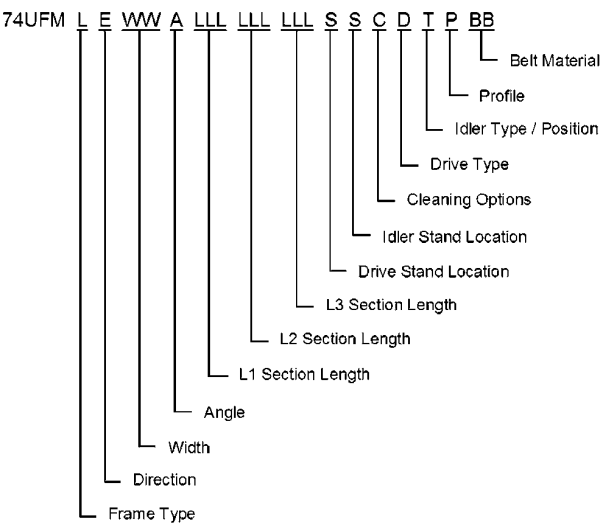 74UFM L E WW A LLL LLL LLL S S C D T P BB
Belt Material
Profile
Idler Type / Position
Drive Type
Cleaning Options
Idler Stand Location
Drive Stand Location
L3 Section Length
L2 Section Length
L1 Section Length
Angle
Width
Direction
Frame Type